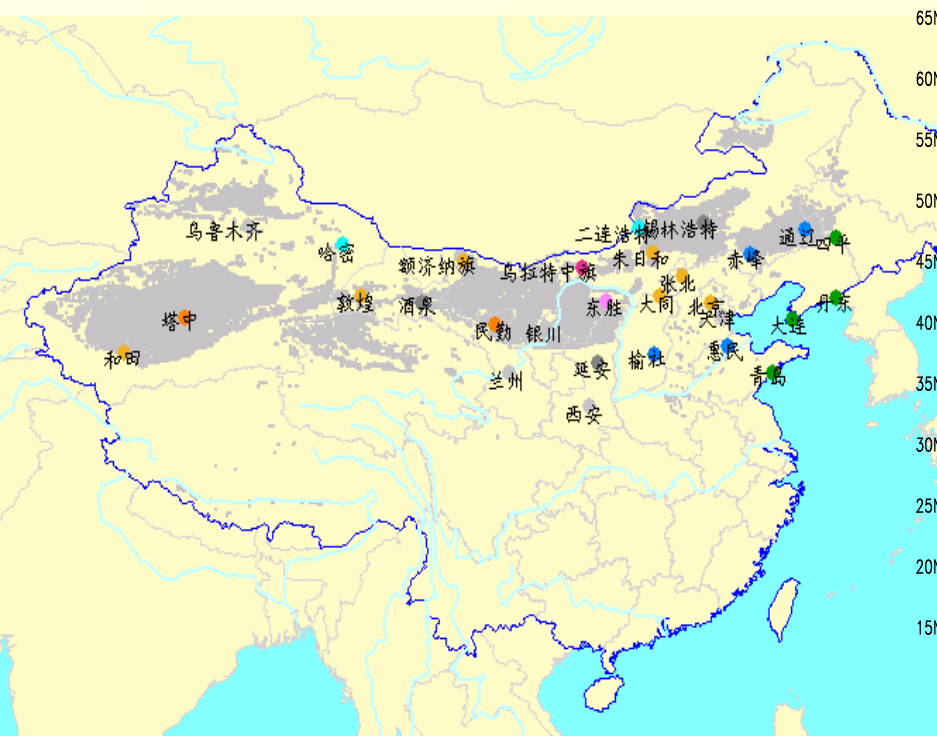 65N
60N
55N
50N
乌鲁木齐
二连浩特
锡林浩特
通辽
四平
哈密
额济纳旗
乌拉特中旗
朱日和
赤峰
45N
张北
敦煌
酒泉
东胜
大同
北京
丹东
塔中
民勤
银川
天津
大连
40N
和田
榆社
惠民
兰州
延安
青岛
35N
西安
30N
25N
20N
15N